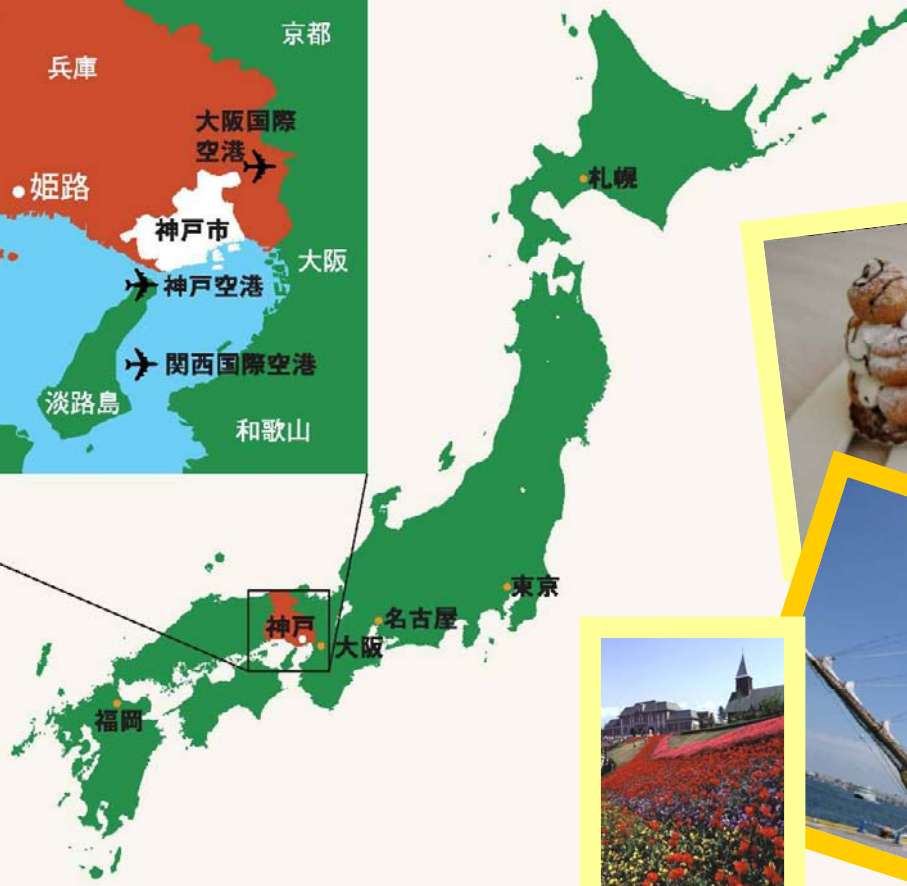 京都
兵庫
大阪国際
空港
姫路
神戸市
大阪
神戸空港
関西国際空港
淡路島
和歌山
札幌
東京
名古屋
神戸
大阪
福岡